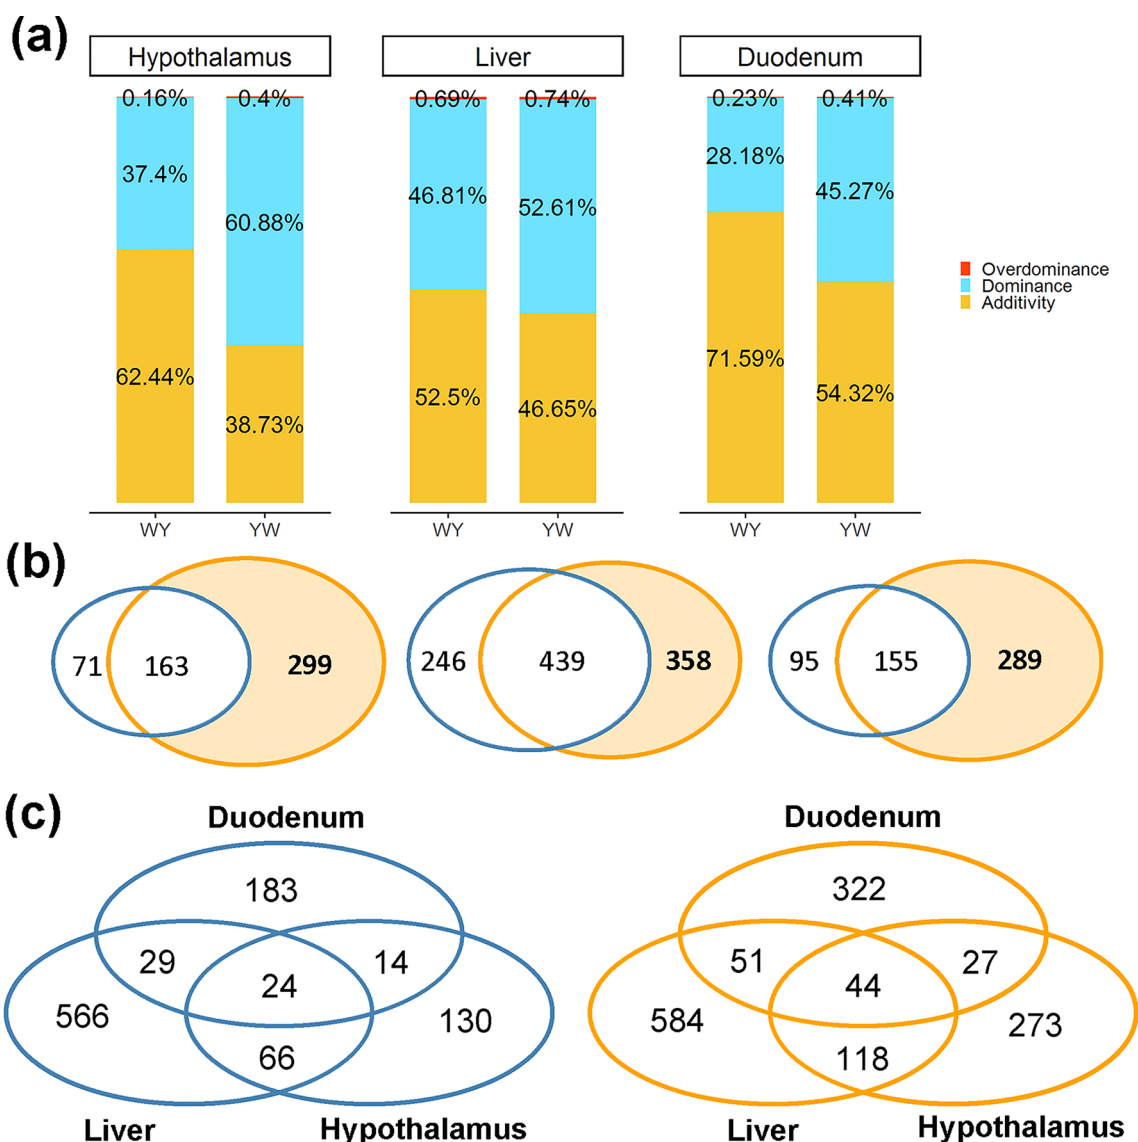 (a)
Hypothalamus Liver Duodenum
0.16% 0.4% 0.69% 0.74% 0.23% 0.41%
37.4% 60.88% 46.81% 52.61% 28.18% 45.27%
62.44% 38.73% 52.5% 46.65% 71.59% 54.32%
Overdominance
Dominance
Additivity
WY YW WY YW WY YW
(b)
71 163 299 246 439 358 95 155 289
(c)
Duodenum
183
29 24 14
566 130
66
Liver Hypothalamus
Duodenum
322
51 44 27
584 273
118
Liver Hypothalamus